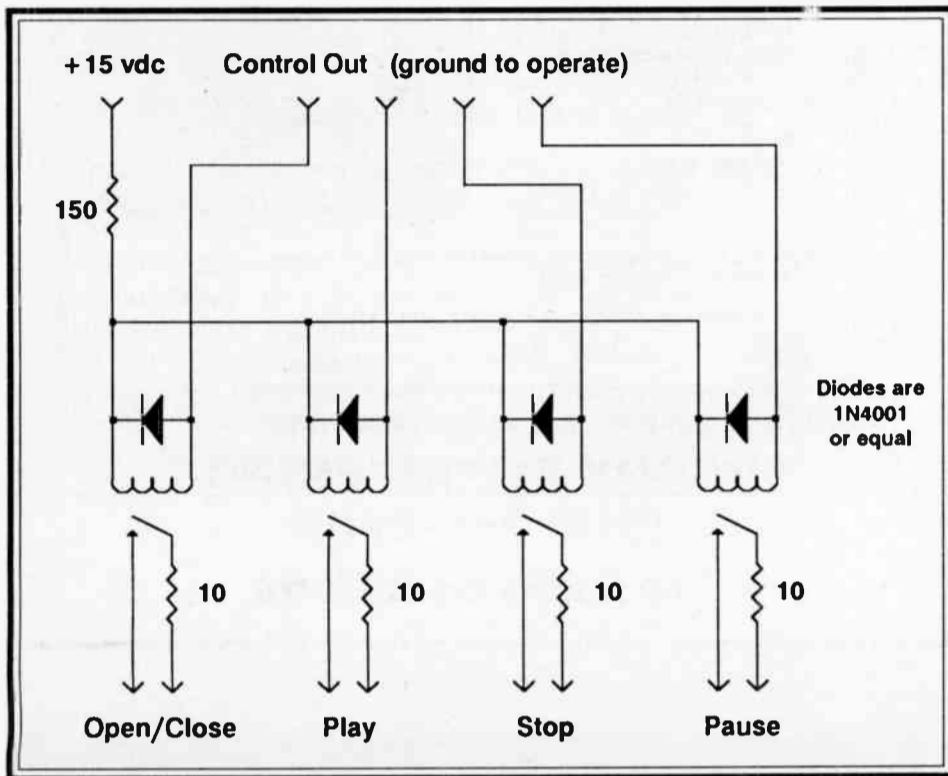 +15 vdc Control Out (ground to operate)
150
Diodes are
1N4001
or equal
10 10 10 10
Open/Close Play Stop Pause